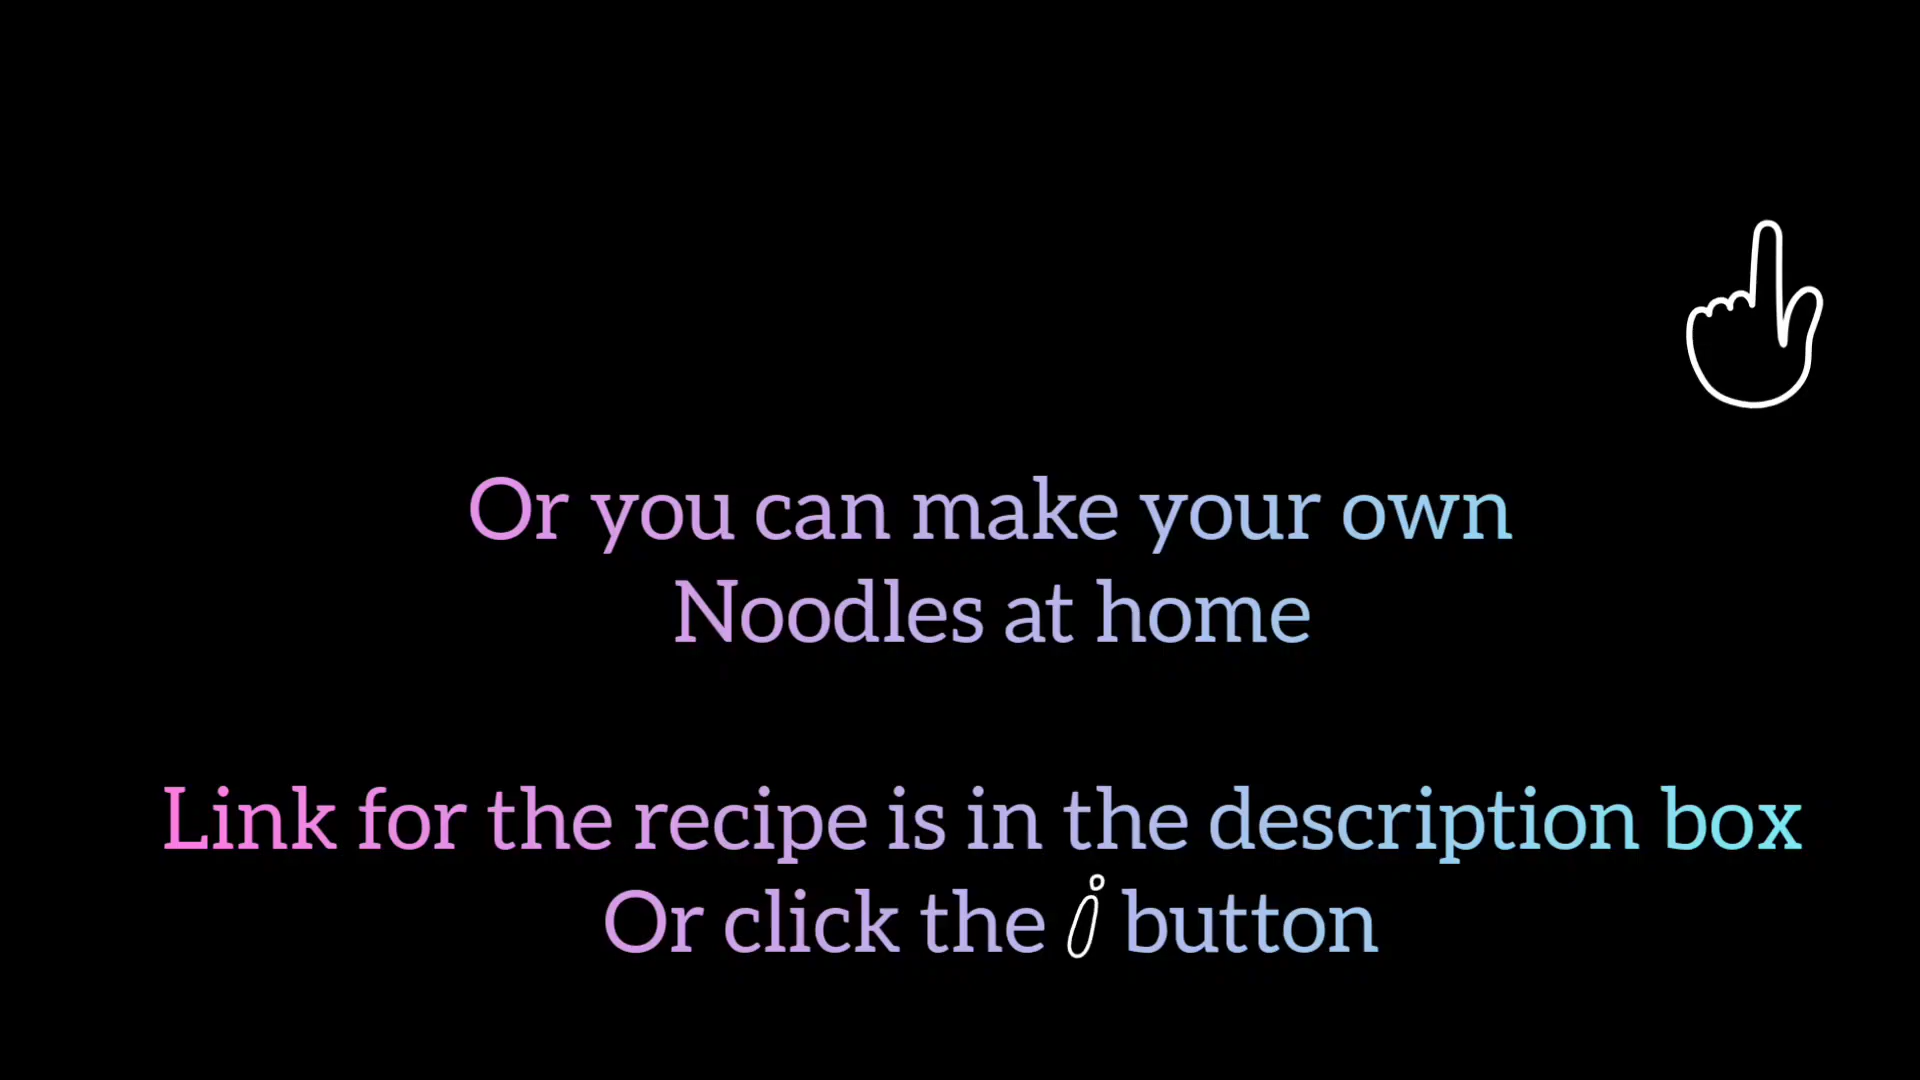 Or you can make your own
Noodles at home
Link for the recipe is in the description box
Or click the i button